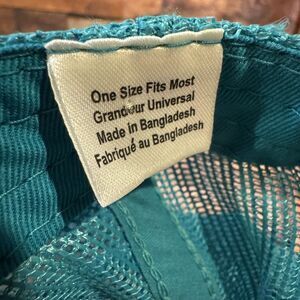 One Size Fits Most
Grandeur Universal
Made in Bangladesh
Fabriqué au Bangladesh